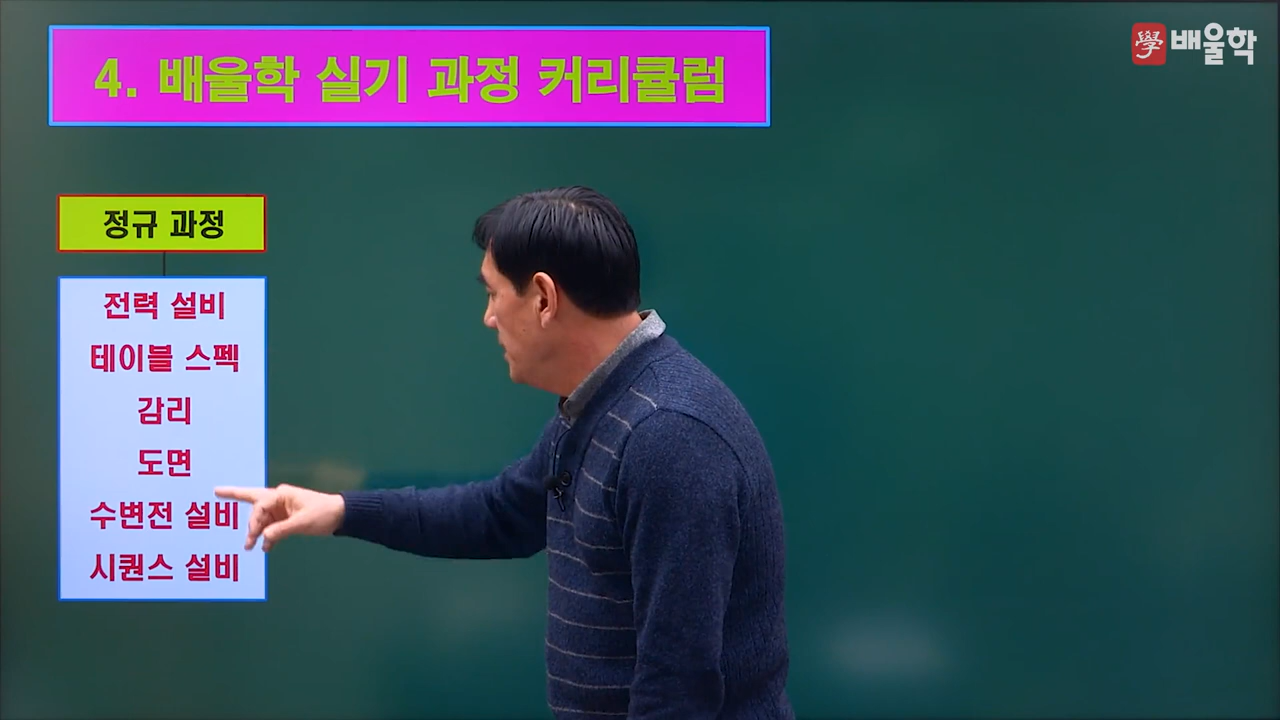 4. 배울학 실기 과정 커리큘럼
學 배울학
정규 과정
전력 설비
테이블 스펙
감리
도면
수변전 설비
시퀀스 설비